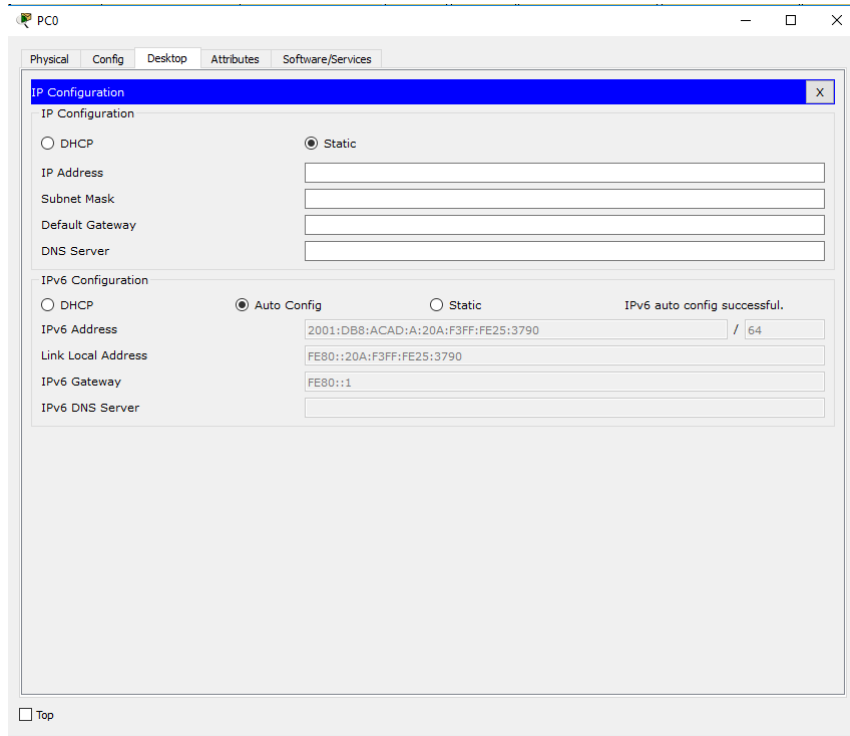 PC0
Physical Config Desktop Attributes Software/Services
IP Configuration X
IP Configuration
DHCP Static
IP Address
Subnet Mask
Default Gateway
DNS Server
IPv6 Configuration
DHCP Auto Config Static IPv6 auto config successful.
IPv6 Address 2001:DB8:ACAD:A:20A:F3FF:FE25:3790 / 64
Link Local Address FE80::20A:F3FF:FE25:3790
IPv6 Gateway FE80::1
IPv6 DNS Server
Top